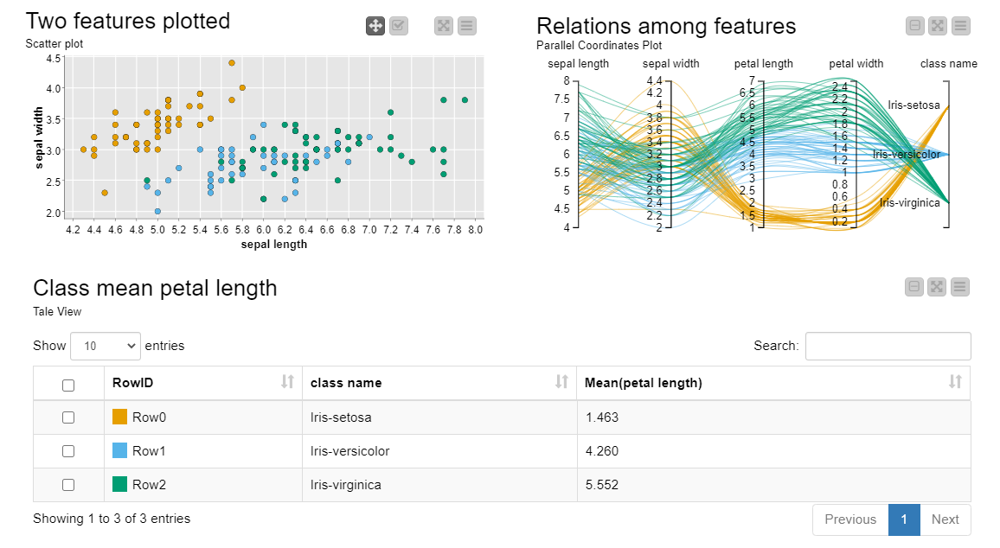 Two features plotted
Scatter plot
4.5
4.0
3.5
3.0
2.5
2.0
sepal width
4.2 4.4 4.6 4.8 5.0 5.2 5.4 5.6 5.8 6.0 6.2 6.4 6.6 6.8 7.0 7.2 7.4 7.6 7.8 8.0
sepal length
Relations among features
Parallel Coordinates Plot
sepal length sepal width petal length petal width class name
8
7.5
7
6.5
6
5.5
5
4.5
4
4.4
4.2
4
3.8
3.6
3.4
3.2
3
2.8
2.6
2.4
2.2
2
7
6.5
6
5.5
5
4.5
4
3.5
3
2.5
2
1.5
1
2.4
2.2
2
1.8
1.6
1.4
1.2
1
0.8
0.6
0.4
0.2
Iris-setosa
Iris-versicolor
Iris-virginica
Class mean petal length
Tale View
Show 10 entries
Search:
RowID class name Mean(petal length)
Row0 Iris-setosa 1.463
Row1 Iris-versicolor 4.260
Row2 Iris-virginica 5.552
Showing 1 to 3 of 3 entries
Previous 1 Next